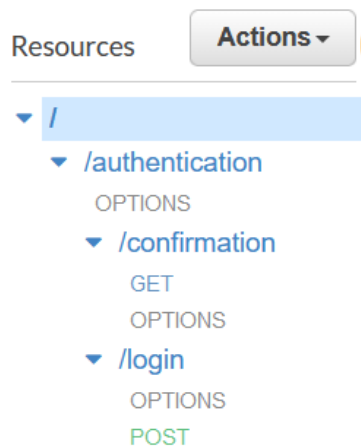 Resources Actions
/
/authentication
OPTIONS
/confirmation
GET
OPTIONS
/login
OPTIONS
POST